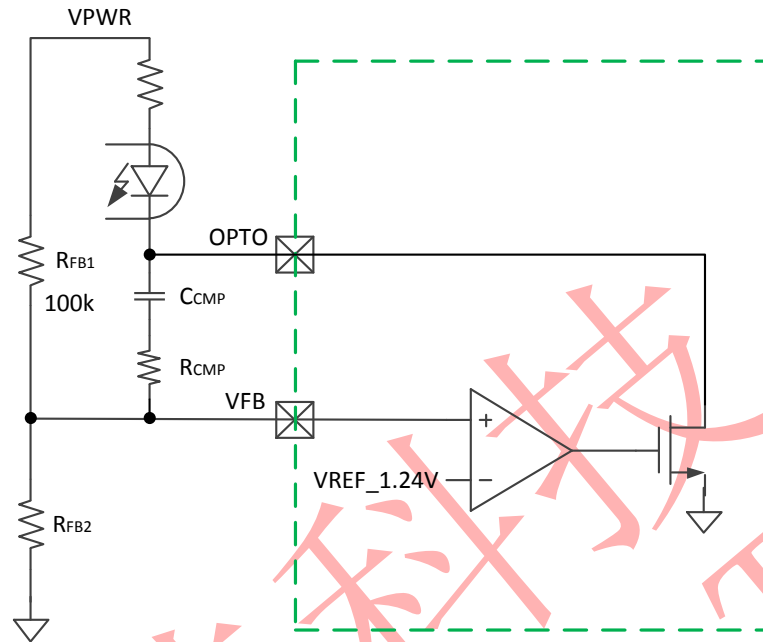 VPWR
OPTO
RFB1
100k
CCMP
RCMP
VFB
VREF_1.24V
+
−
RFB2